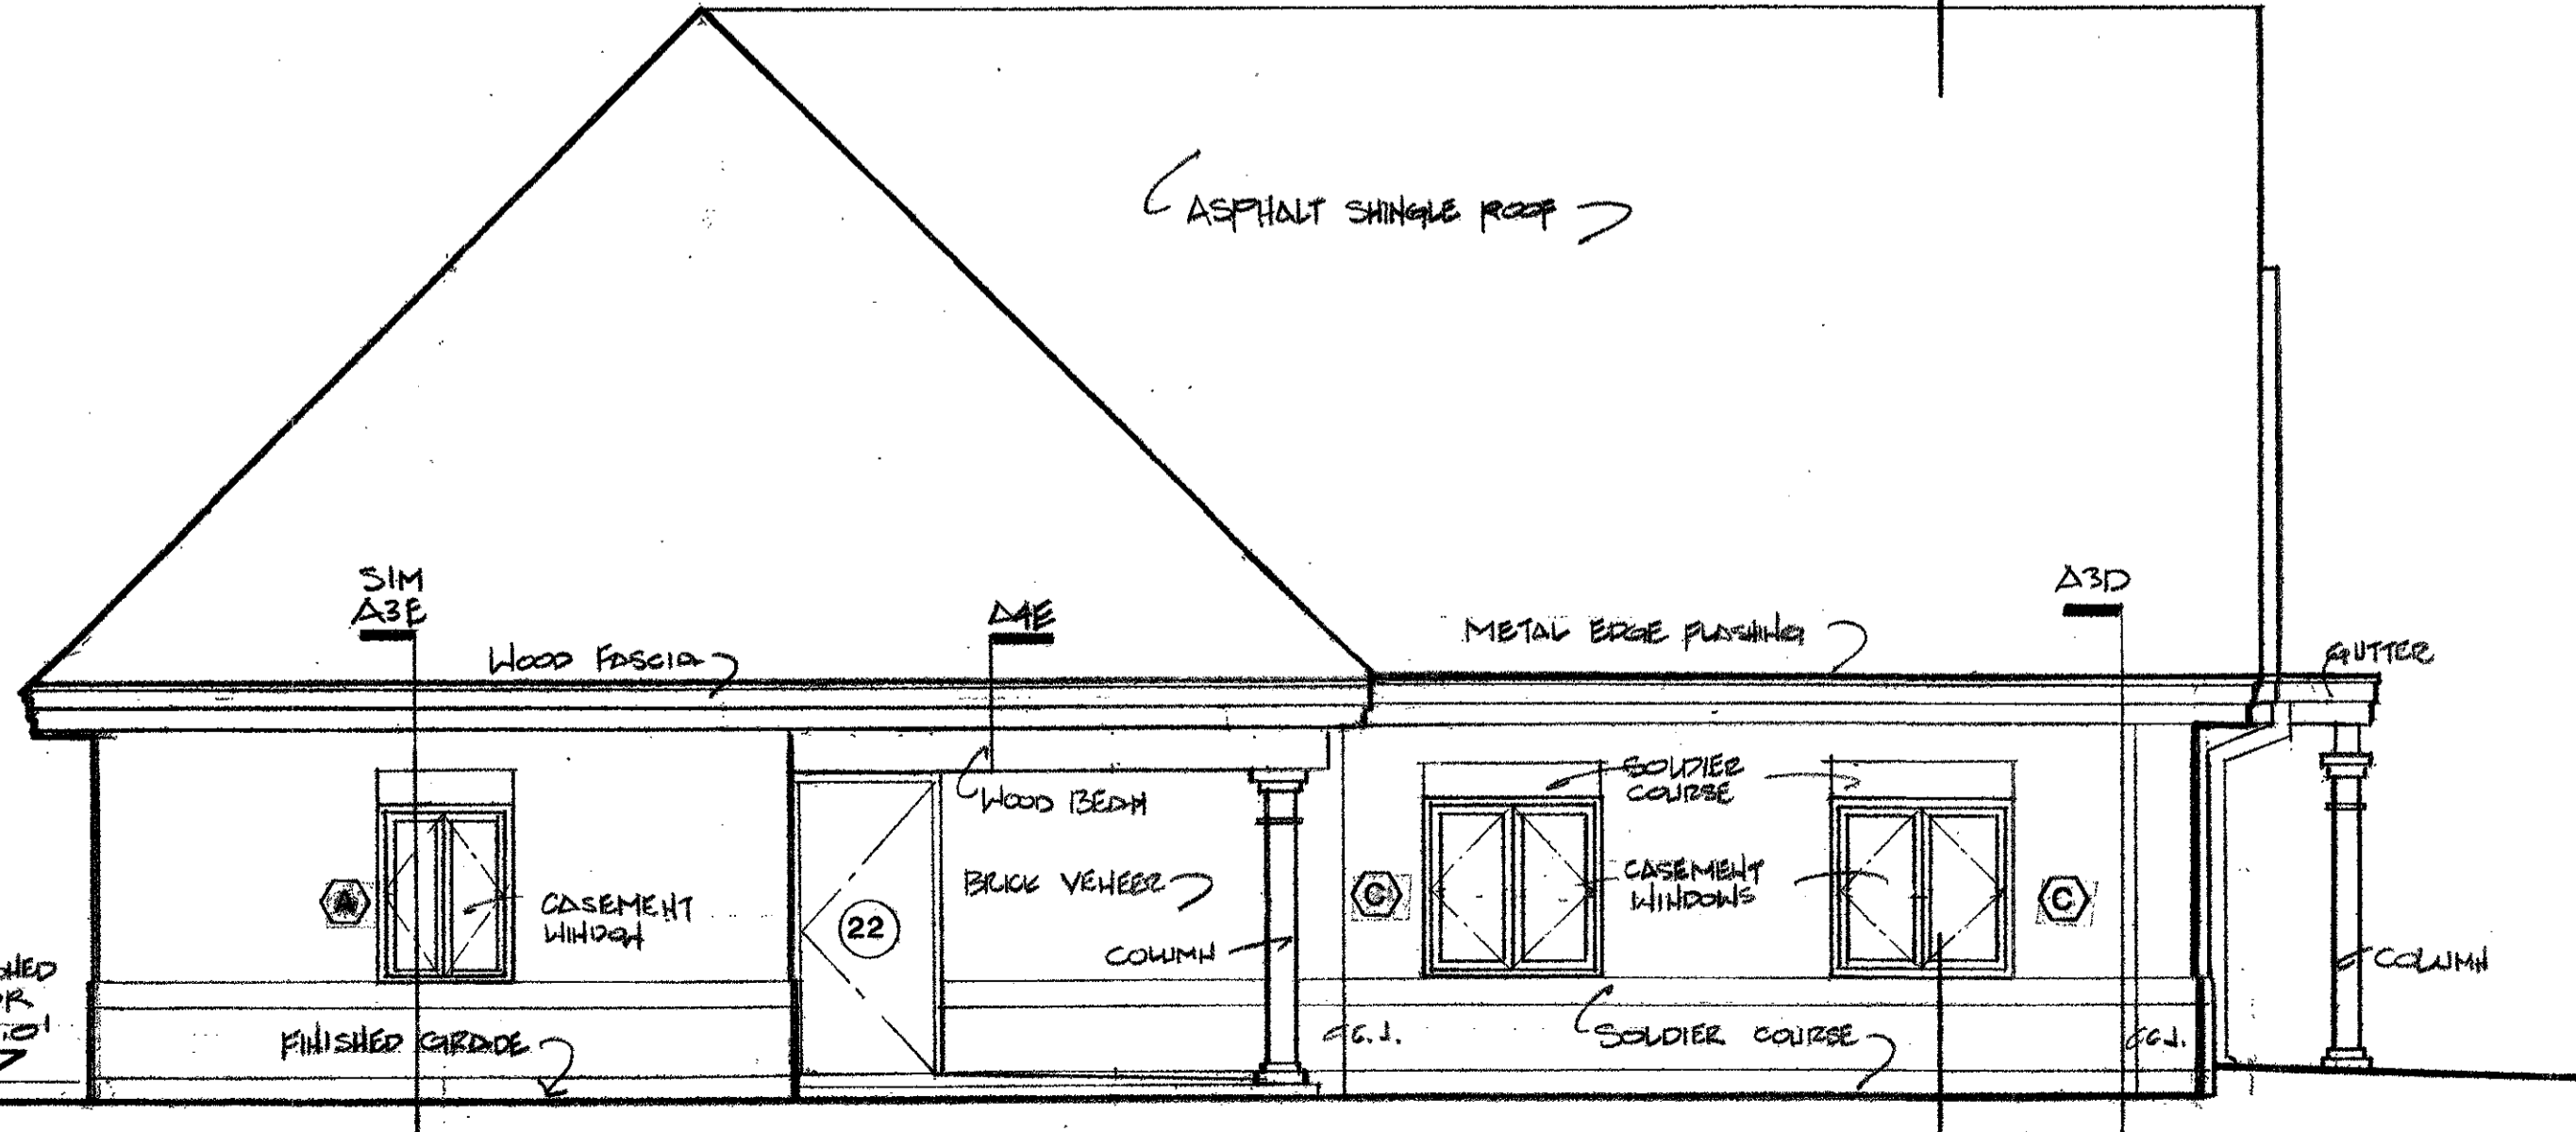 ASPHALT SHINGLE ROOF
SIM
A3E
A4E
A3D
WOOD FASCIA
METAL EDGE FLASHING
GUTTER
WOOD BEAM
SOLDIER
COURSE
BRICK VENEER
CASEMENT
WINDOWS
A
CASEMENT
WINDOW
22
C
C
COLUMN
COLUMN
FINISHED GRADE
C.J.
SOLDIER COURSE
C.J.